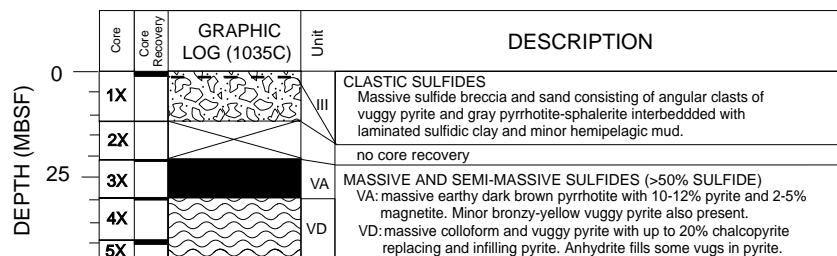 Core
Core Recovery
GRAPHIC
LOG (1035C)
Unit
DESCRIPTION
DEPTH (MBSF)
0
25
1X
2X
3X
4X
5X
III
VA
VD
CLASTIC SULFIDES
Massive sulfide breccia and sand consisting of angular clasts of
vuggy pyrite and gray pyrrhotite-sphalerite interbeddded with
laminated sulfidic clay and minor hemipelagic mud.
no core recovery
MASSIVE AND SEMI-MASSIVE SULFIDES (>50% SULFIDE)
VA: massive earthy dark brown pyrrhotite with 10-12% pyrite and 2-5%
magnetite. Minor bronzy-yellow vuggy pyrite also present.
VD: massive colloform and vuggy pyrite with up to 20% chalcopyrite
replacing and infilling pyrite. Anhydrite fills some vugs in pyrite.